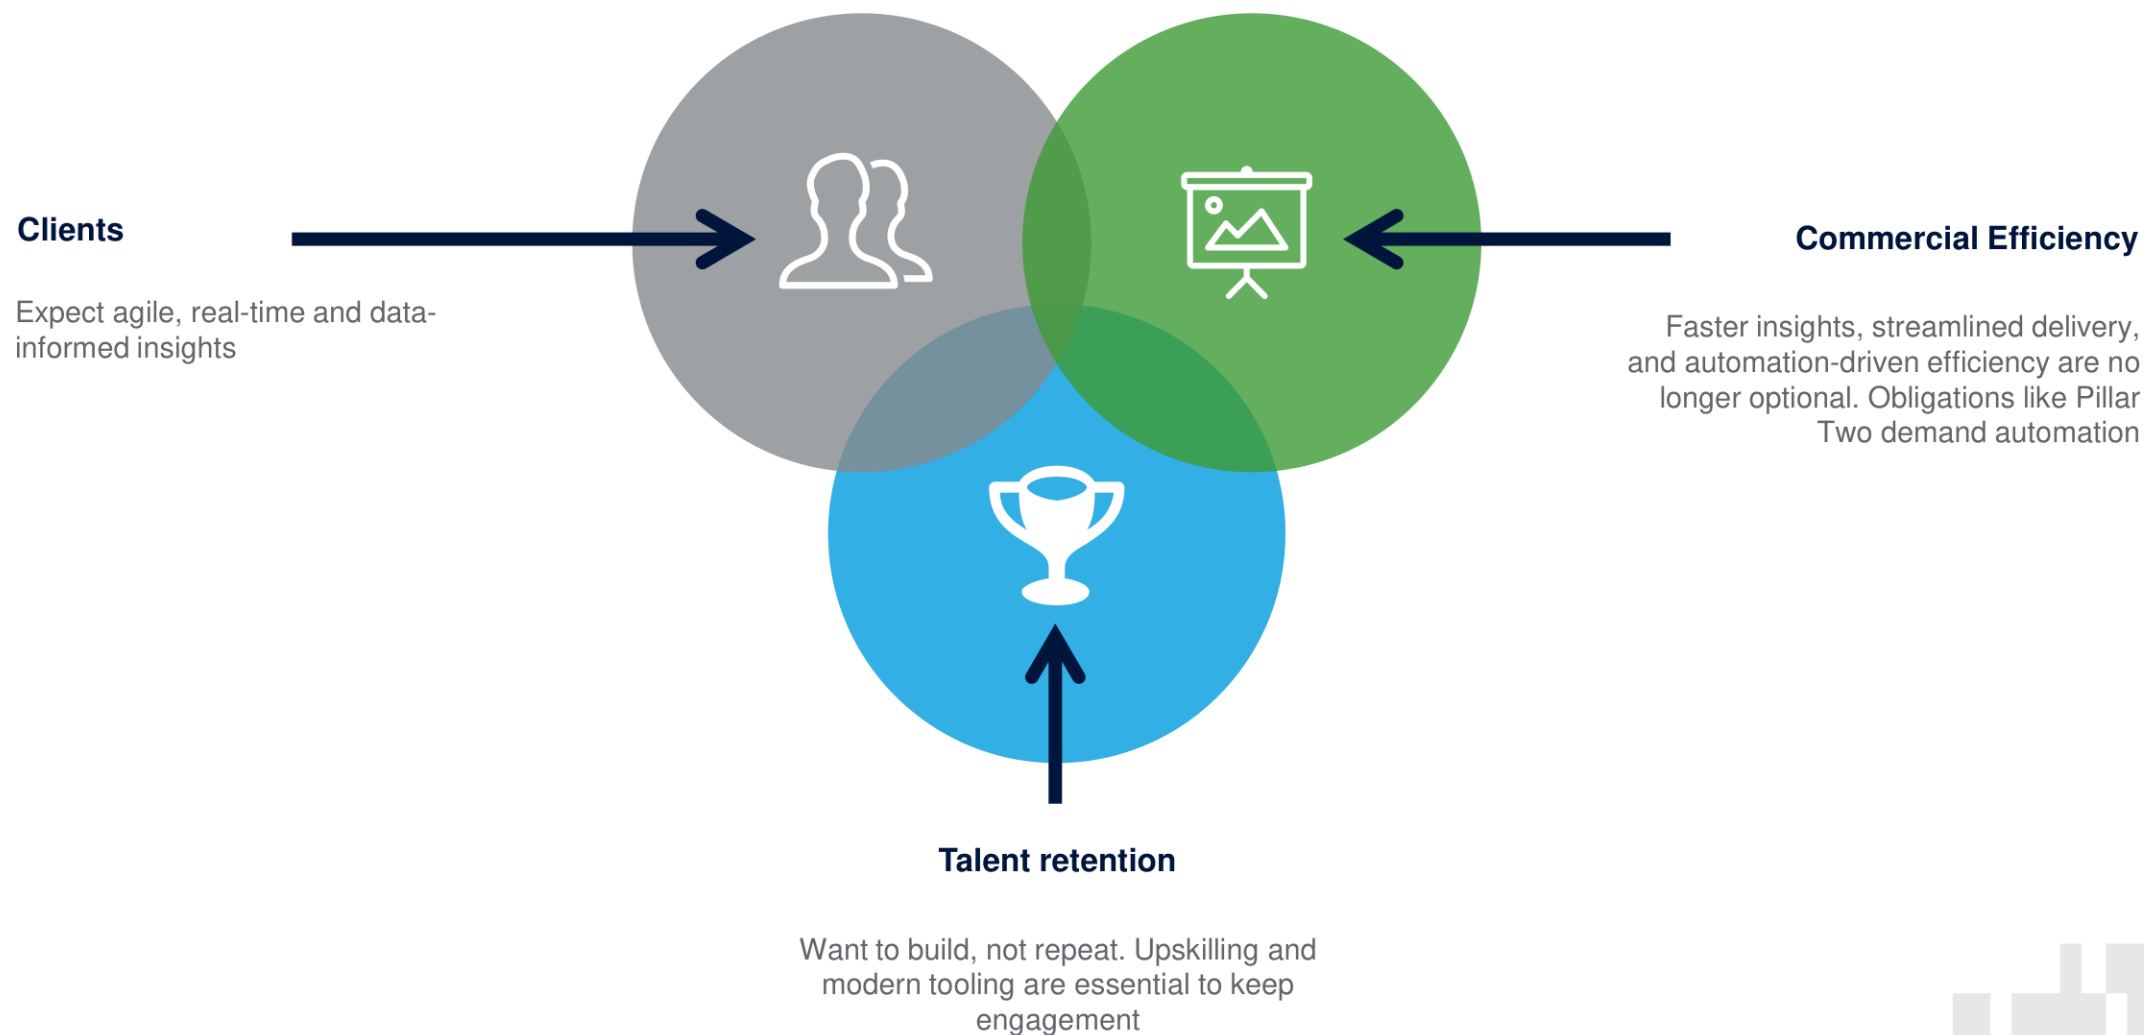 Clients
Expect agile, real-time and data-
informed insights
Commercial Efficiency
Faster insights, streamlined delivery,
and automation-driven efficiency are no
longer optional. Obligations like Pillar
Two demand automation
Talent retention
Want to build, not repeat. Upskilling and
modern tooling are essential to keep
engagement